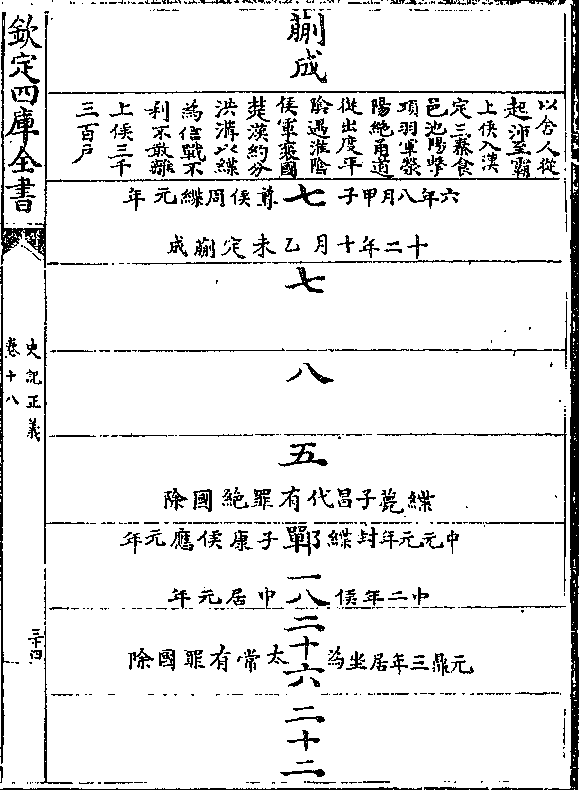 欽定四庫全書
史記正義
卷十八
三十四
蒯成
以舍人從
起沛至霸
上侯入漢
定三秦食
邑池陽擊
項羽軍滎
陽絶甬道
從出度平
隂遇淮隂
侯軍襄國
楚漢約分
洪溝以緤
為信戰不
利不敢離
上侯三千
三百户
七
六年八月甲子尊侯周緤元年
十二年十月乙未定蒯成
七
八
五
緤薨子昌代有罪絶國除
鄲
中元元年封緤子康侯應元年
一
八
中二年侯中居元年
二十六
元鼎三年居坐為太常有罪國除
二十二